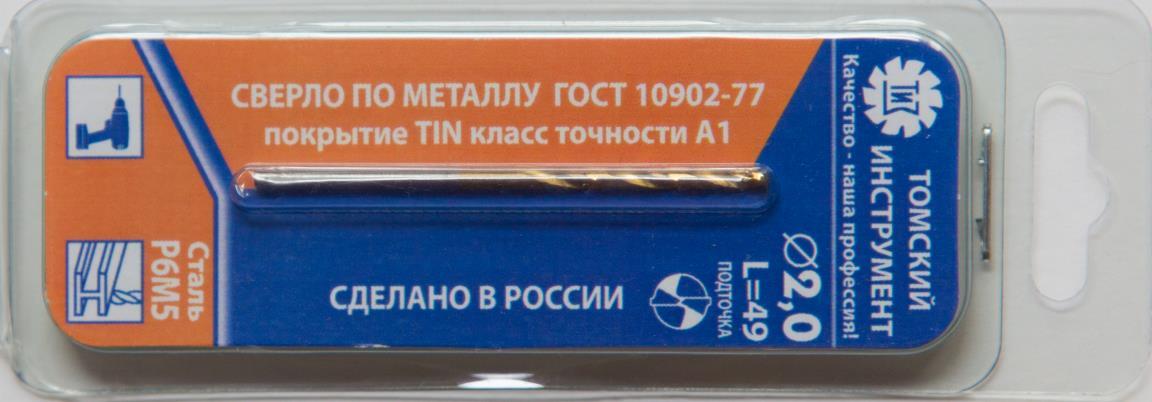 СВЕРЛО ПО МЕТАЛЛУ ГОСТ 10902-77
покрытие TIN класс точности А1
СДЕЛАНО В РОССИИ
Сталь
Р6М5
ПОДТОЧКА
L=49
⌀2,0
ТИ
ТОМСКИЙ
ИНСТРУМЕНТ
Качество - наша профессия!